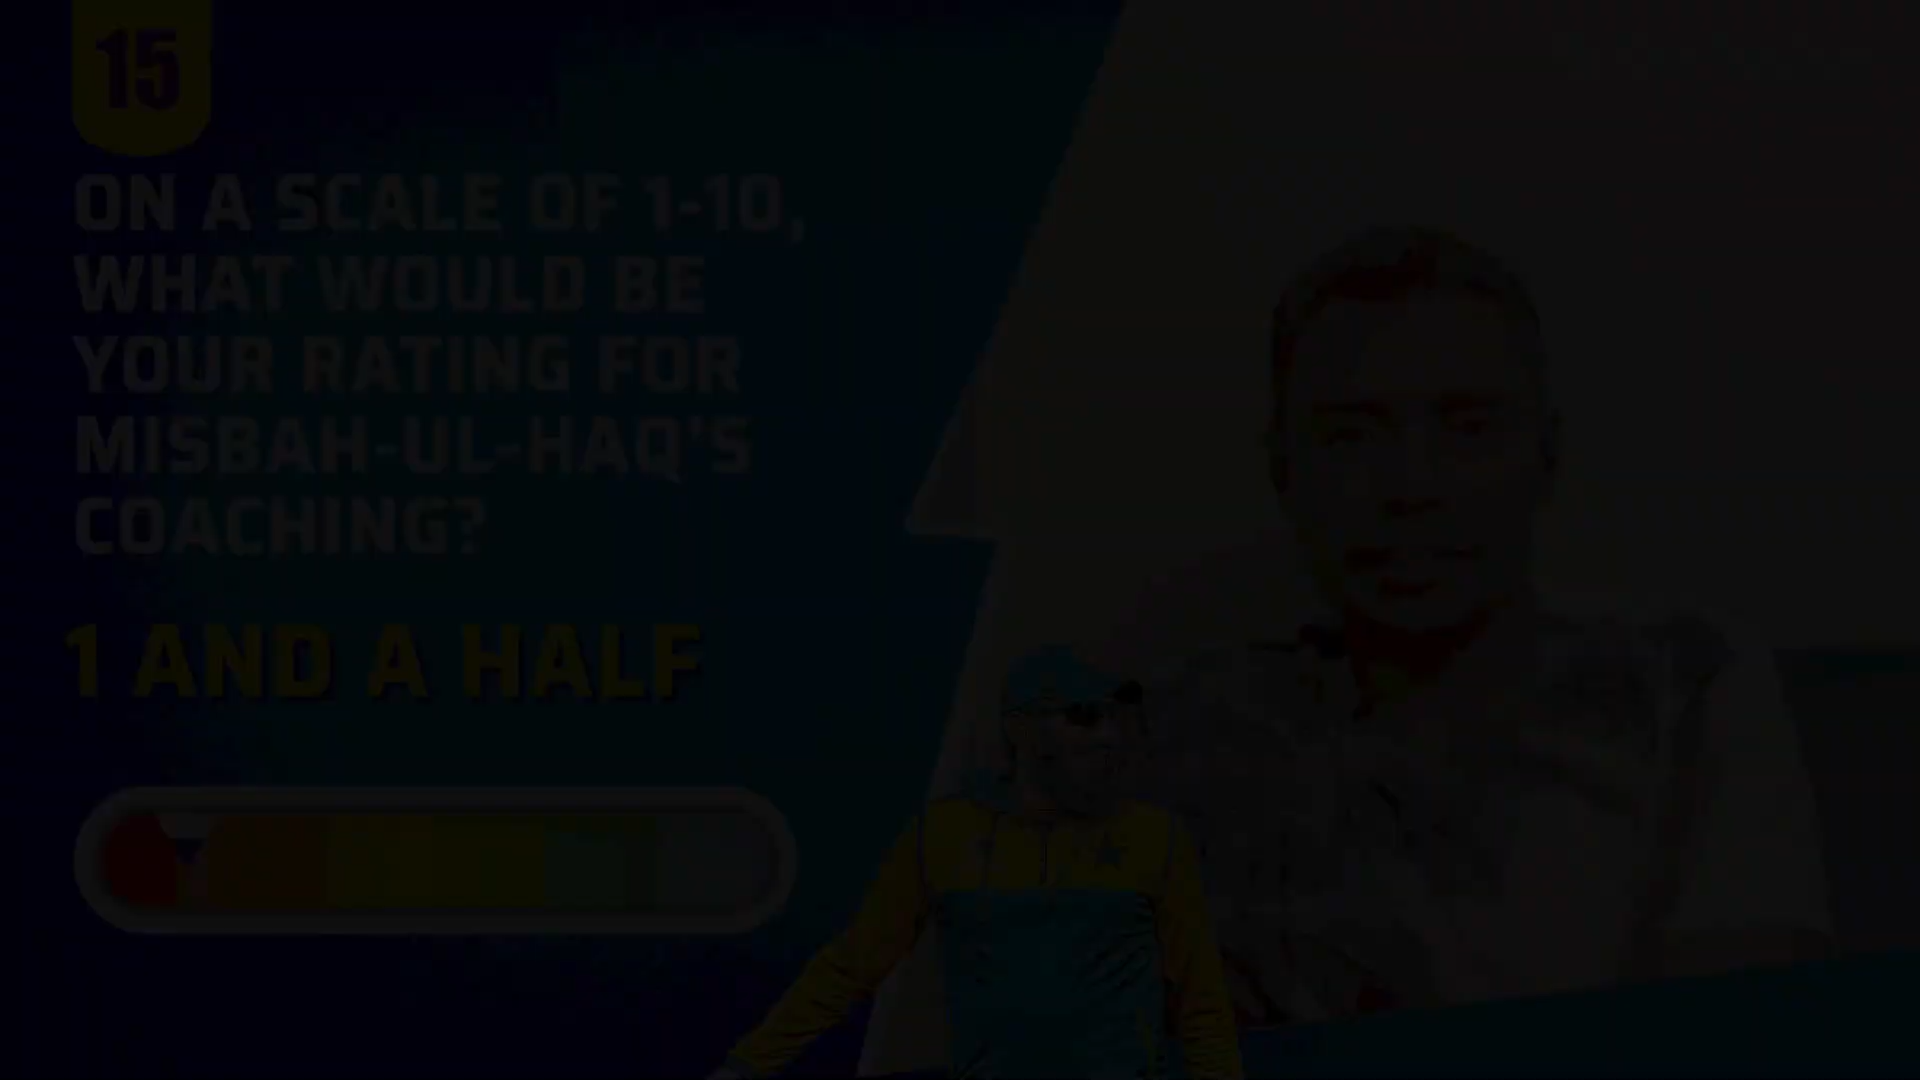 15
ON A SCALE OF 1-10,
WHAT WOULD BE
YOUR RATING FOR
MISBAH-UL-HAQ'S
COACHING?
1 AND A HALF